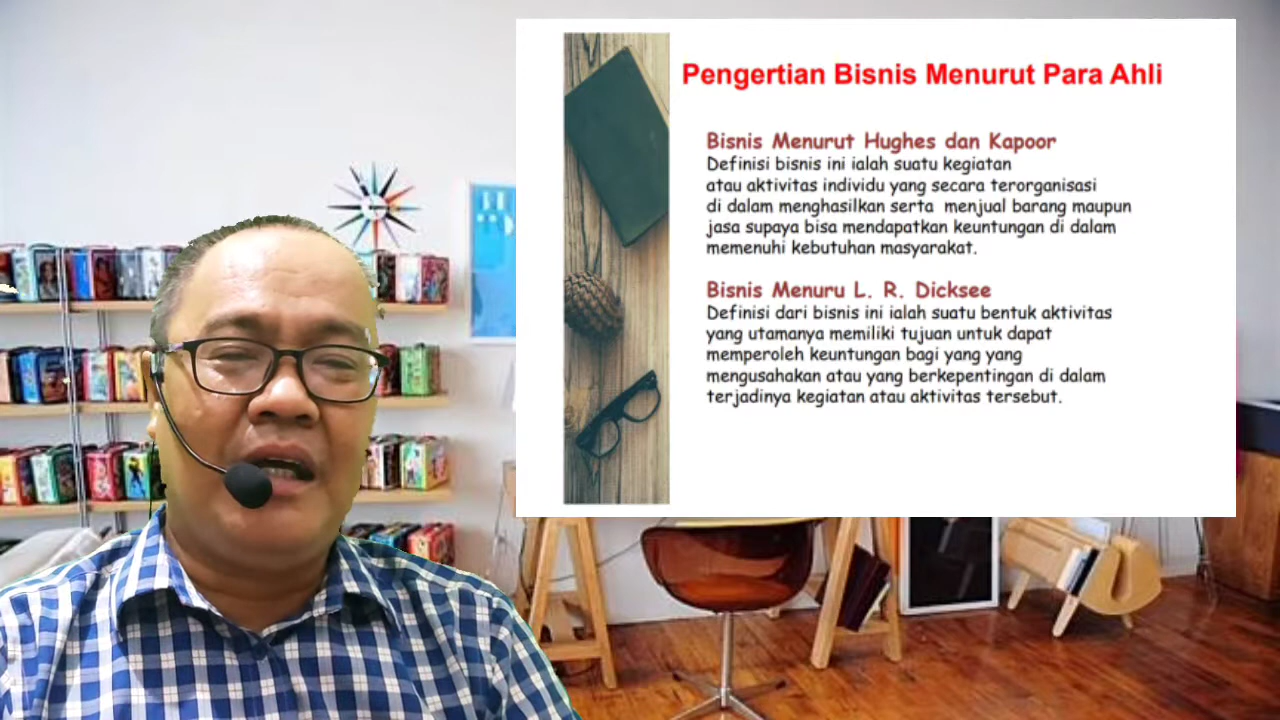 Pengertian Bisnis Menurut Para Ahli
Bisnis Menurut Hughes dan Kapoor
Definisi bisnis ini ialah suatu kegiatan
atau aktivitas individu yang secara terorganisasi
di dalam menghasilkan serta menjual barang maupun
jasa supaya bisa mendapatkan keuntungan di dalam
memenuhi kebutuhan masyarakat.
Bisnis Menuru L. R. Dicksee
Definisi dari bisnis ini ialah suatu bentuk aktivitas
yang utamanya memiliki tujuan untuk dapat
memperoleh keuntungan bagi yang yang
mengusahakan atau yang berkepentingan di dalam
terjadinya kegiatan atau aktivitas tersebut.